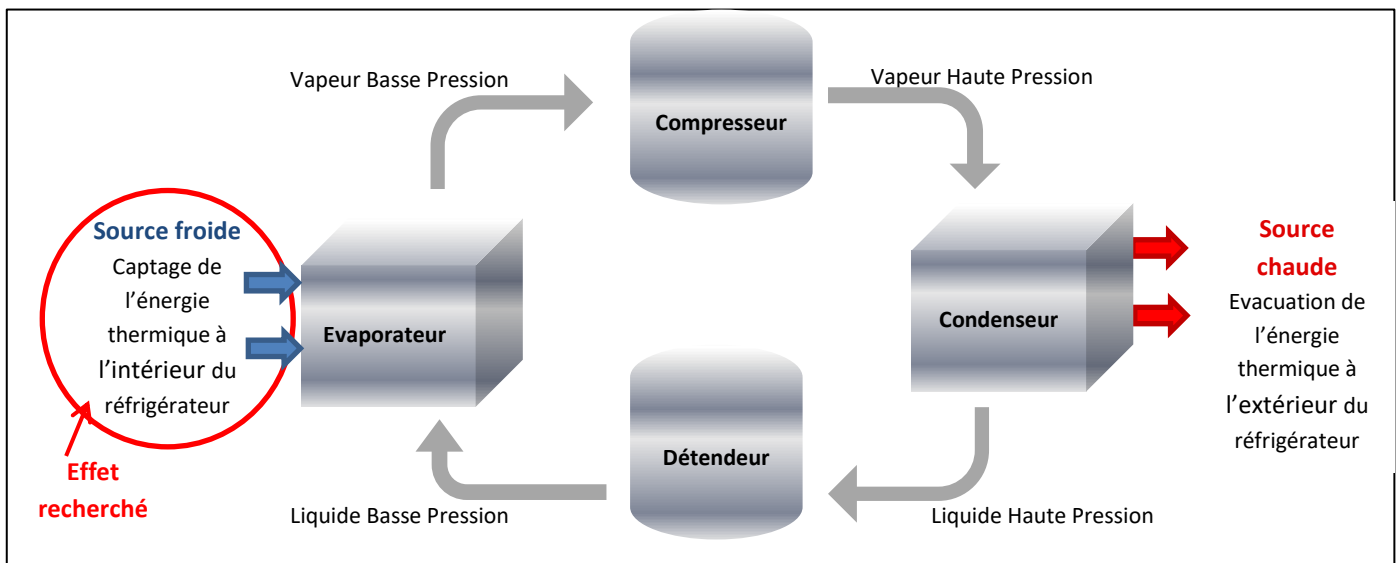 Vapeur Basse Pression
Vapeur Haute Pression
Compresseur
Source froide
Captage de
l'énergie
thermique à
l'intérieur du
réfrigérateur
Evaporateur
Condenseur
Source
chaude
Evacuation de
l'énergie
thermique à
l'extérieur du
réfrigérateur
Effet
recherché
Détendeur
Liquide Basse Pression
Liquide Haute Pression